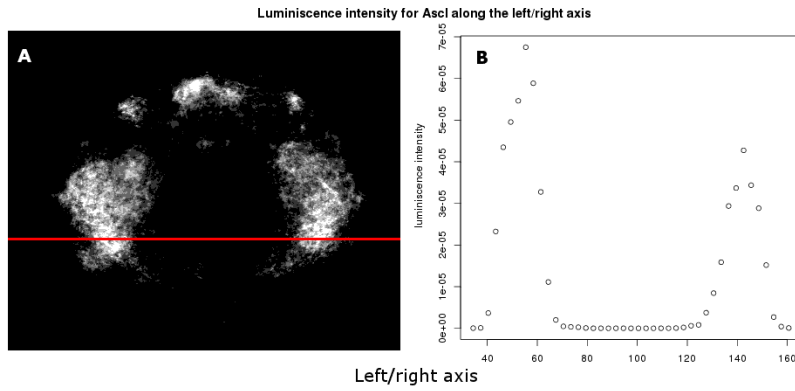 Luminiscence intensity for AscI along the left/right axis
A
B
luminiscence intensity
7e-05
6e-05
5e-05
4e-05
3e-05
2e-05
1e-05
0e+00
40 60 80 100 120 140 160
Left/right axis